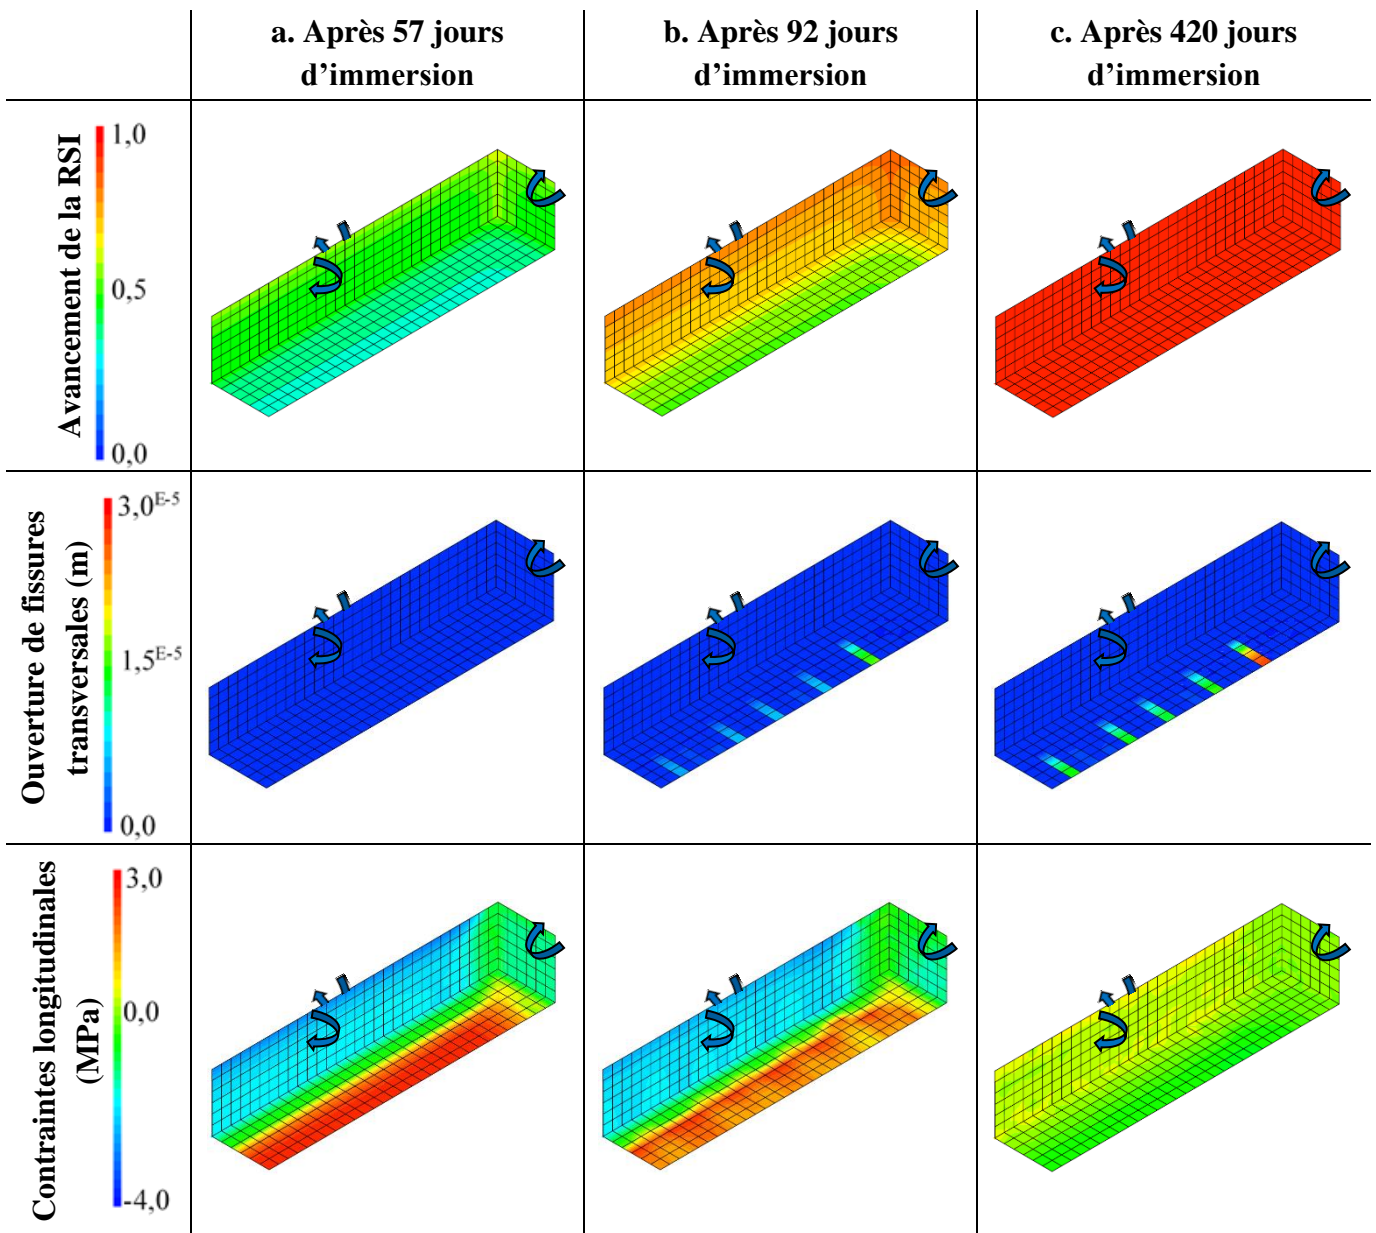 a. Après 57 jours
d’immersion
b. Après 92 jours
d’immersion
c. Après 420 jours
d’immersion
Avancement de la RSI
1,0
0,5
0,0
Ouverture de fissures
transversales (m)
3,0E-5
1,5E-5
0,0
Contraintes longitudinales
(MPa)
3,0
0,0
-4,0